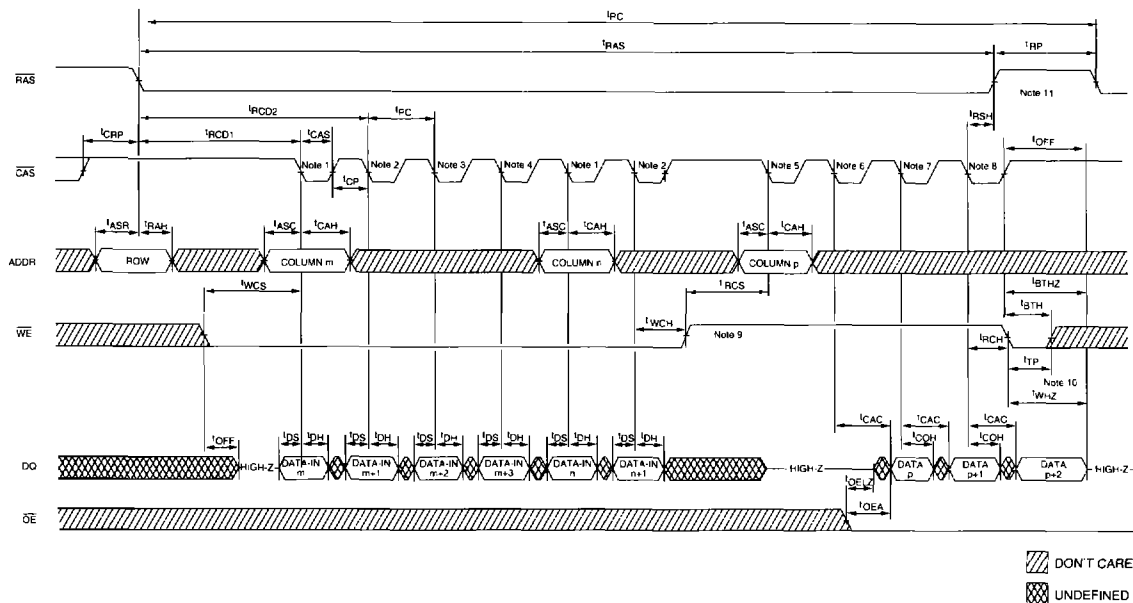 tPC
tRAS
tRP
RAS
Note 11
tRCD2
tPC
tRSH
tCRP
tRCD1
tCAS
tOFF
CAS
Note 1
Note 2
Note 3
Note 4
Note 1
Note 2
Note 5
Note 6
Note 7
Note 8
tCP
tASR
tRAH
tASC
tCAH
tASC
tCAH
tASC
tCAH
ADDR
ROW
COLUMN m
COLUMN n
COLUMN p
tWCS
tRCS
tBTHZ
tBTH
WE
tWCH
Note 9
tRCH
tTP
Note 10
tWHZ
tOFF
tDS
tDH
tDS
tDH
tDS
tDH
tDS
tDH
tDS
tDH
tDS
tDH
tCAC
tCAC
tCAC
tCOH
tCOH
DQ
HIGH-Z
DATA-IN m
DATA-IN m+1
DATA-IN m+2
DATA-IN m+3
DATA-IN n
DATA-IN n+1
HIGH-Z
DATA p
DATA p+1
DATA p+2
HIGH-Z
tOELZ
tOEA
OE
DON'T CARE
UNDEFINED